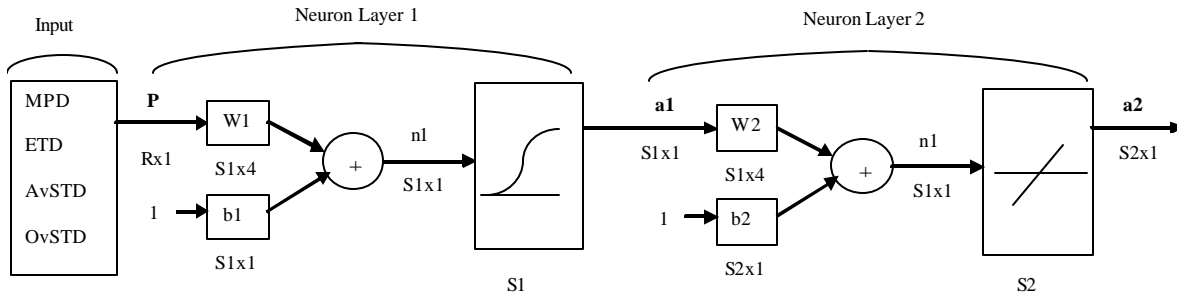 Input
Neuron Layer 1
Neuron Layer 2
MPD
ETD
AvSTD
OvSTD
P
Rx1
1
W1
S1x4
b1
S1x1
+
n1
S1x1
S1
a1
S1x1
1
W2
S1x4
b2
S2x1
+
n1
S1x1
S2
a2
S2x1